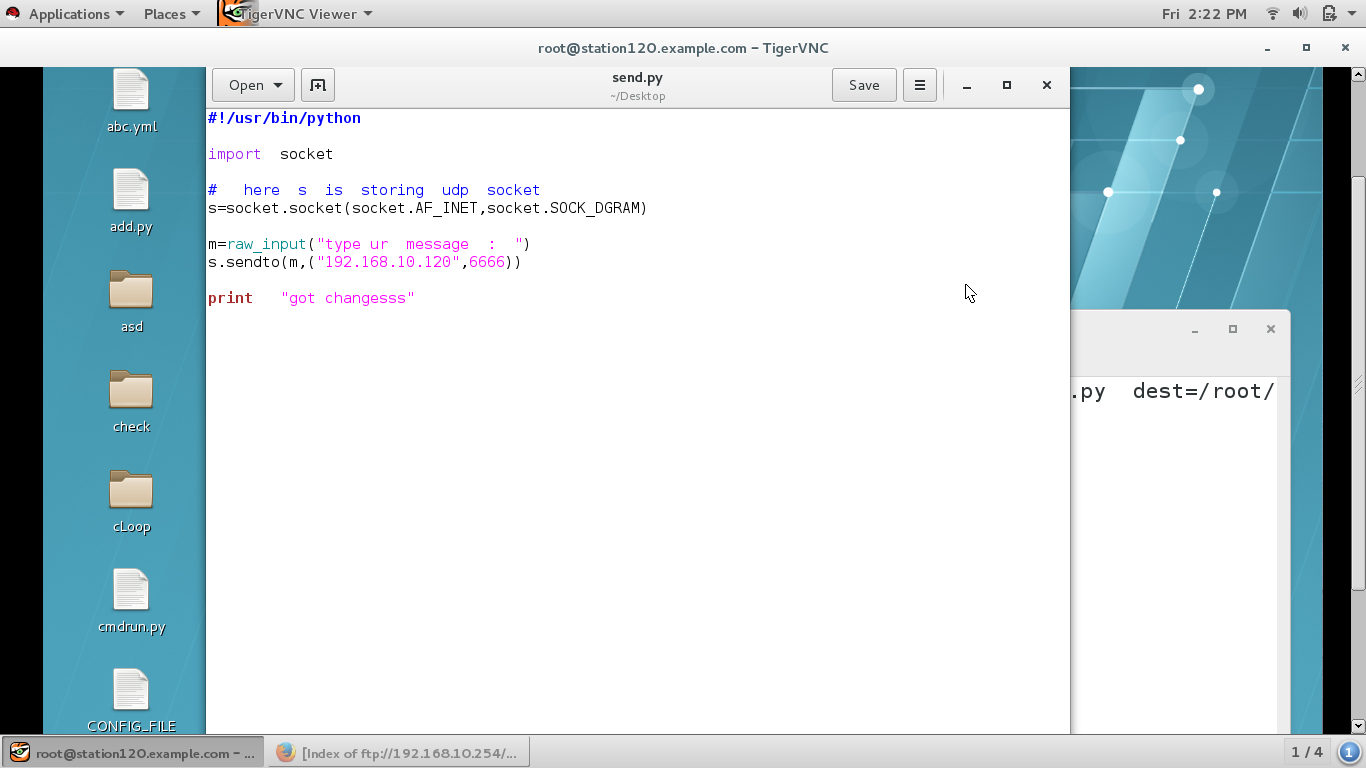 Applications Places TigerVNC Viewer Fri 2:22 PM
root@station120.example.com – TigerVNC
Open send.py Save
~/Desktop
#!/usr/bin/python
import socket
# here s is storing udp socket
s=socket.socket(socket.AF_INET,socket.SOCK_DGRAM)
m=raw_input("type ur message : ")
s.sendto(m,("192.168.10.120",6666))
print "got changesss"
abc.yml
add.py
asd
check
cLoop
cmdrun.py
CONFIG_FILE
.py dest=/root/
root@station120.example.com – ...
[Index of ftp://192.168.10.254/...
1 / 4
1